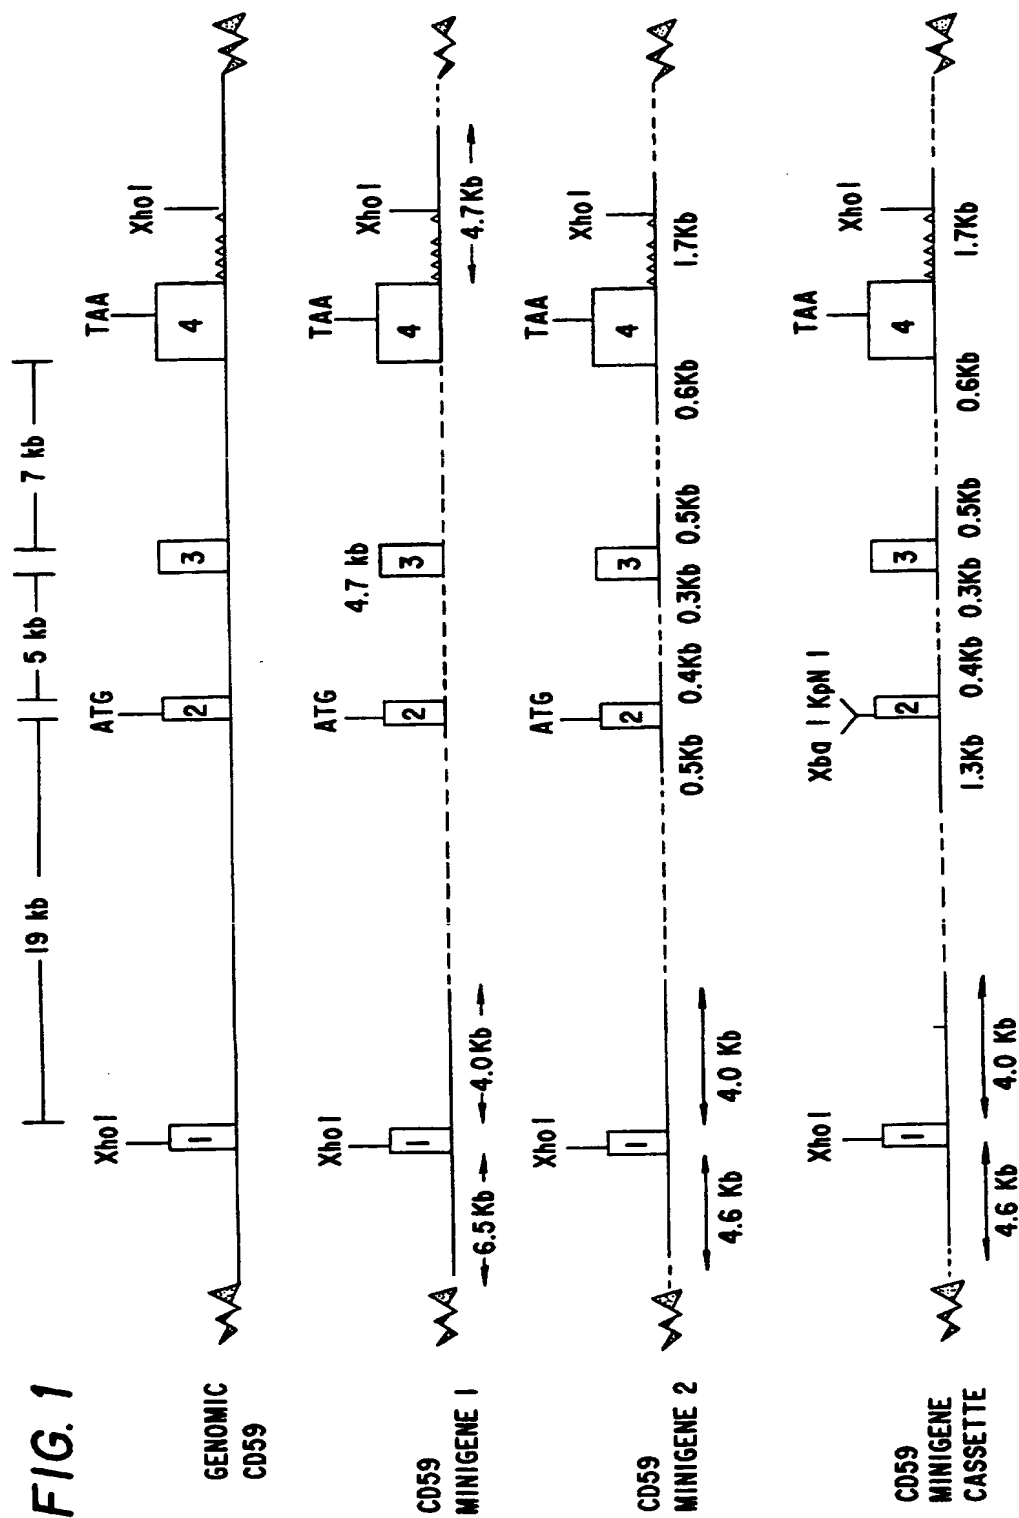 FIG. 1
19 kb
5 kb
7 kb
GENOMIC
CD59
XhoI
1
ATG
2
3
TAA
4
XhoI
CD59
MINIGENE 1
XhoI
1
ATG
2
4.7 kb
3
TAA
4
XhoI
6.5Kb
4.0Kb
4.7Kb
CD59
MINIGENE 2
XhoI
1
ATG
2
3
TAA
4
XhoI
4.6 Kb
4.0 Kb
0.5Kb
0.4Kb
0.3Kb
0.5Kb
0.6Kb
1.7Kb
CD59
MINIGENE
CASSETTE
XhoI
1
Xba I KpN I
2
3
TAA
4
XhoI
4.6 Kb
4.0 Kb
1.3Kb
0.4Kb
0.3Kb
0.5Kb
0.6Kb
1.7Kb